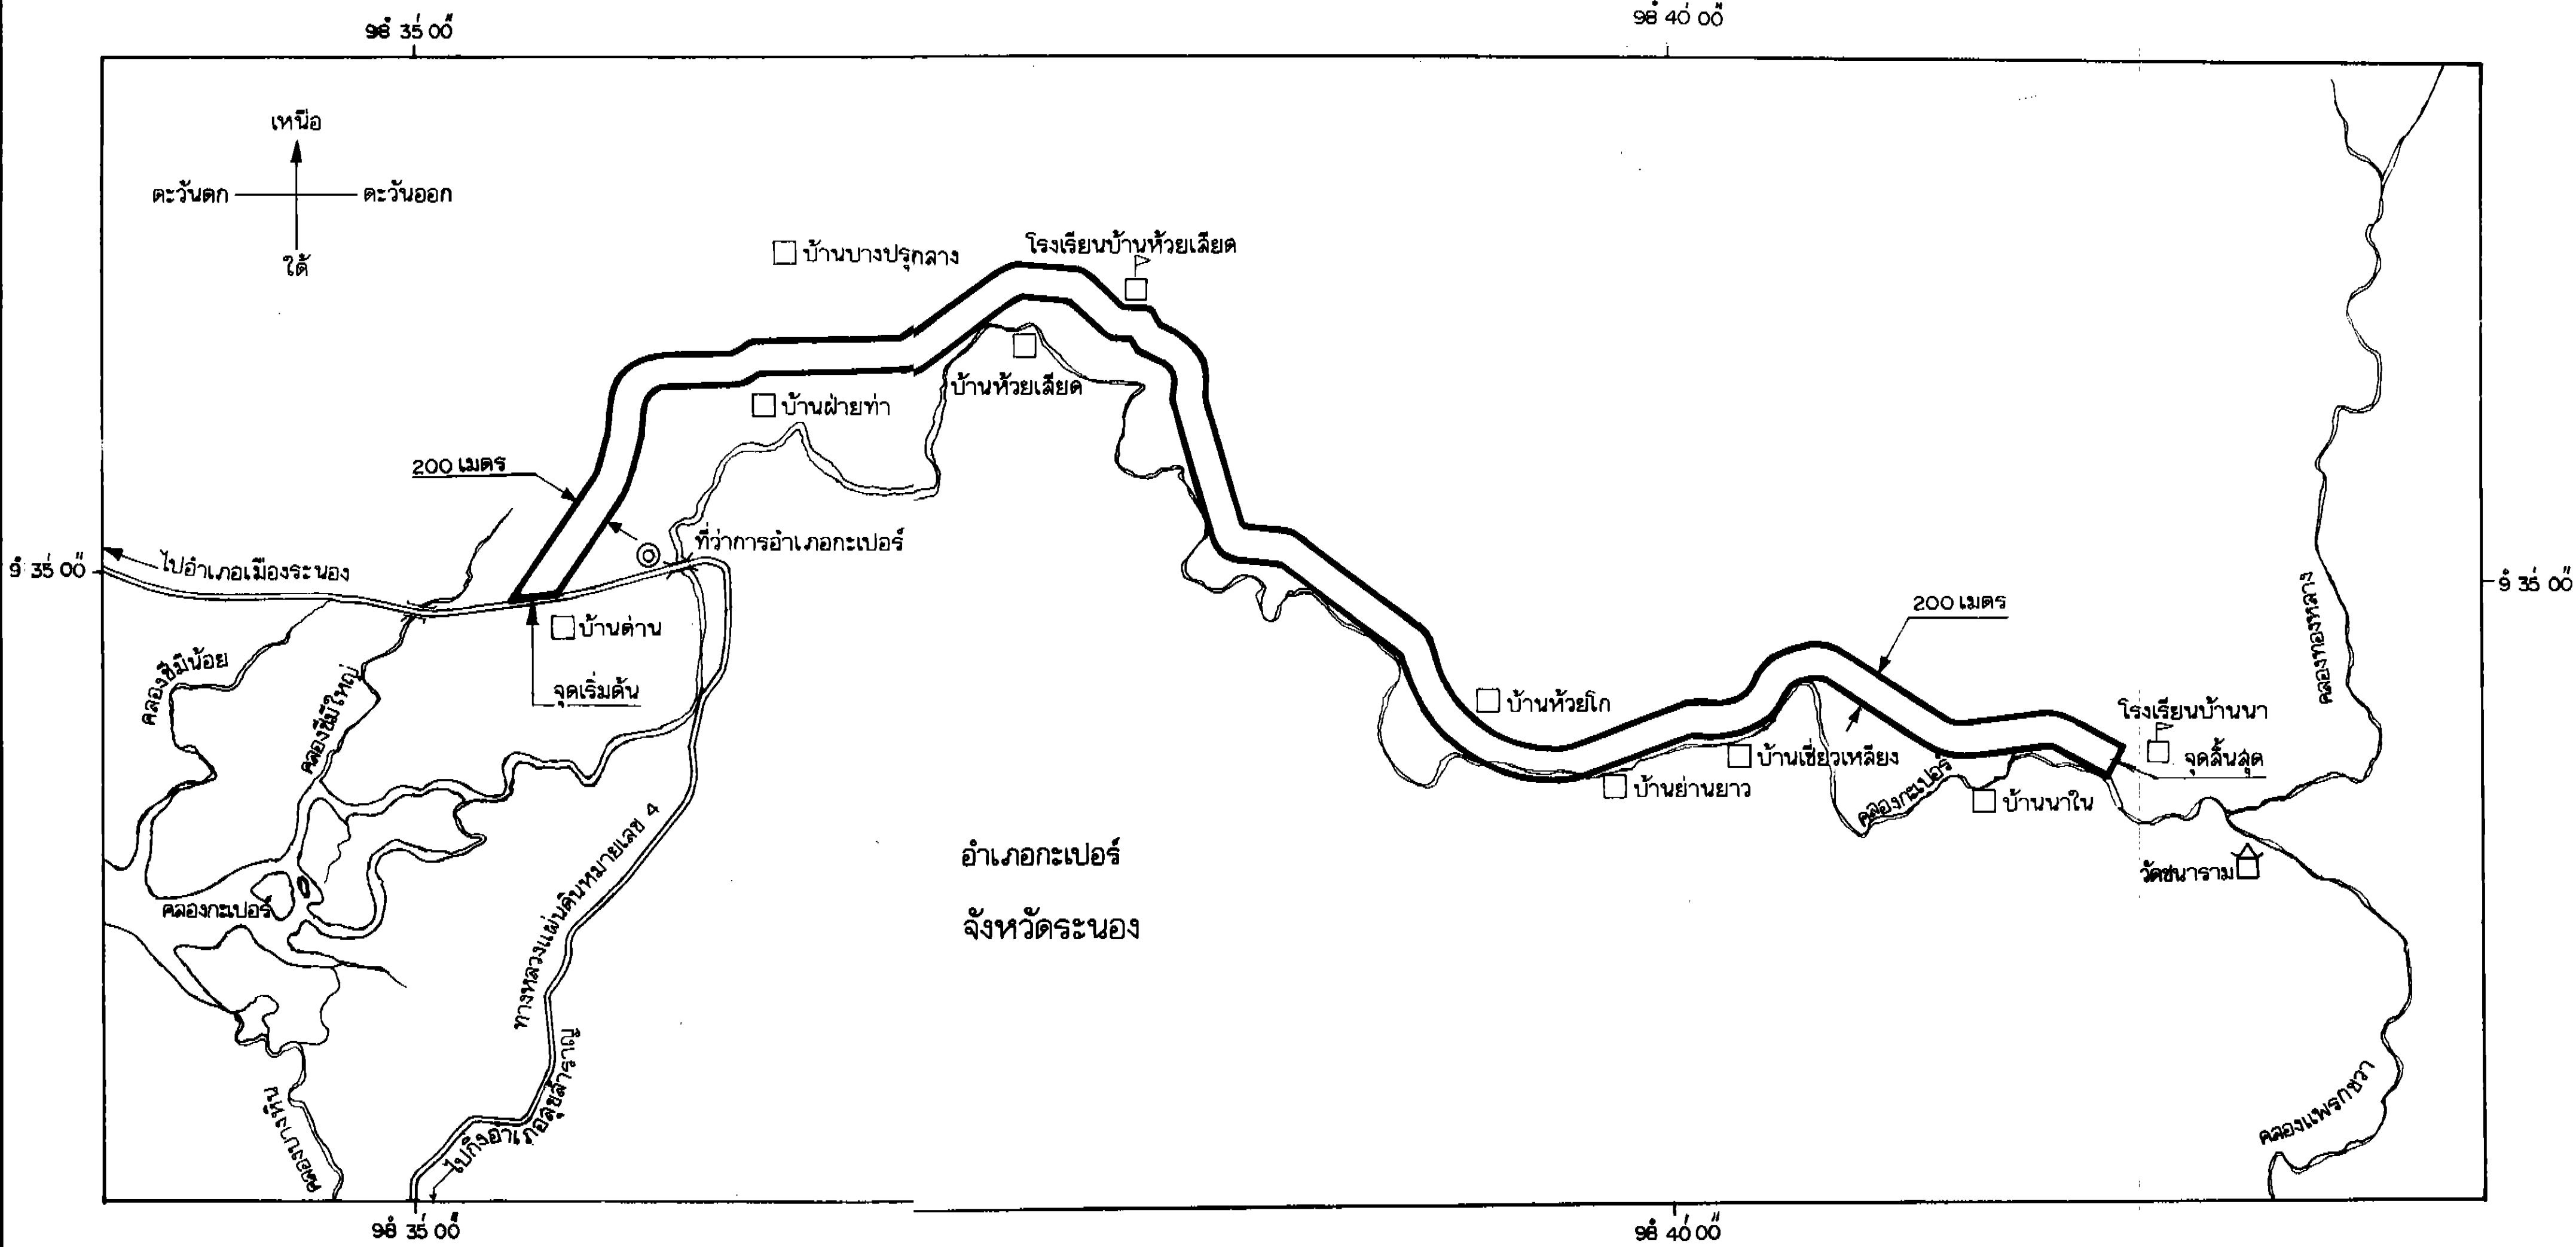 98° 35' 00"
98° 40' 00"
เหนือ
ตะวันตก
ตะวันออก
ใต้
บ้านบางปรุกลาง
โรงเรียนบ้านห้วยเสียด
บ้านห้วยเสียด
บ้านฝ่ายท่า
200 เมตร
ที่ว่าการอำเภอกะเปอร์
9° 35' 00"
ไปอำเภอเมืองระนอง
9° 35' 00"
บ้านด่าน
จุดเริ่มต้น
คลองชีมีน้อย
คลองชีมีใหญ่
200 เมตร
คลองทองหลาง
บ้านห้วยโก
โรงเรียนบ้านนา
จุดสิ้นสุด
บ้านเชี่ยวเหลียง
บ้านย่านยาว
คลองกะเปอร์
บ้านนาใน
วัดชนาราม
ทางหลวงแผ่นดินหมายเลข 4
อำเภอกะเปอร์
จังหวัดระนอง
คลองกะเปอร์
คลองบางหิน
ไปกิ่งอำเภอสุขสำราญ
คลองแพรกขวา
98° 35' 00"
98° 40' 00"